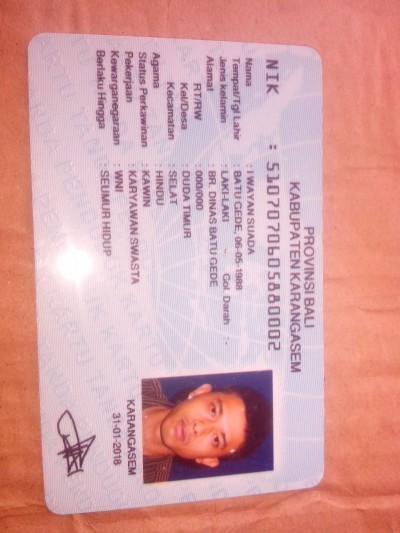 PROVINSI BALI
KABUPATEN KARANGASEM
NIK : 5107070605880002
Nama : I WAYAN SUADA
Tempat/Tgl Lahir : BATU GEDE, 06-05-1988
Jenis kelamin : LAKI-LAKI - Gol. Darah : -
Alamat : BR. DINAS BATU GEDE
RT/RW : 000/000
Kel/Desa : DUDA TIMUR
Kecamatan : SELAT
Agama : HINDU
Status Perkawinan : KAWIN
Pekerjaan : KARYAWAN SWASTA
Kewarganegaraan : WNI
Berlaku Hingga : SEUMUR HIDUP
KARANGASEM
31-01-2018